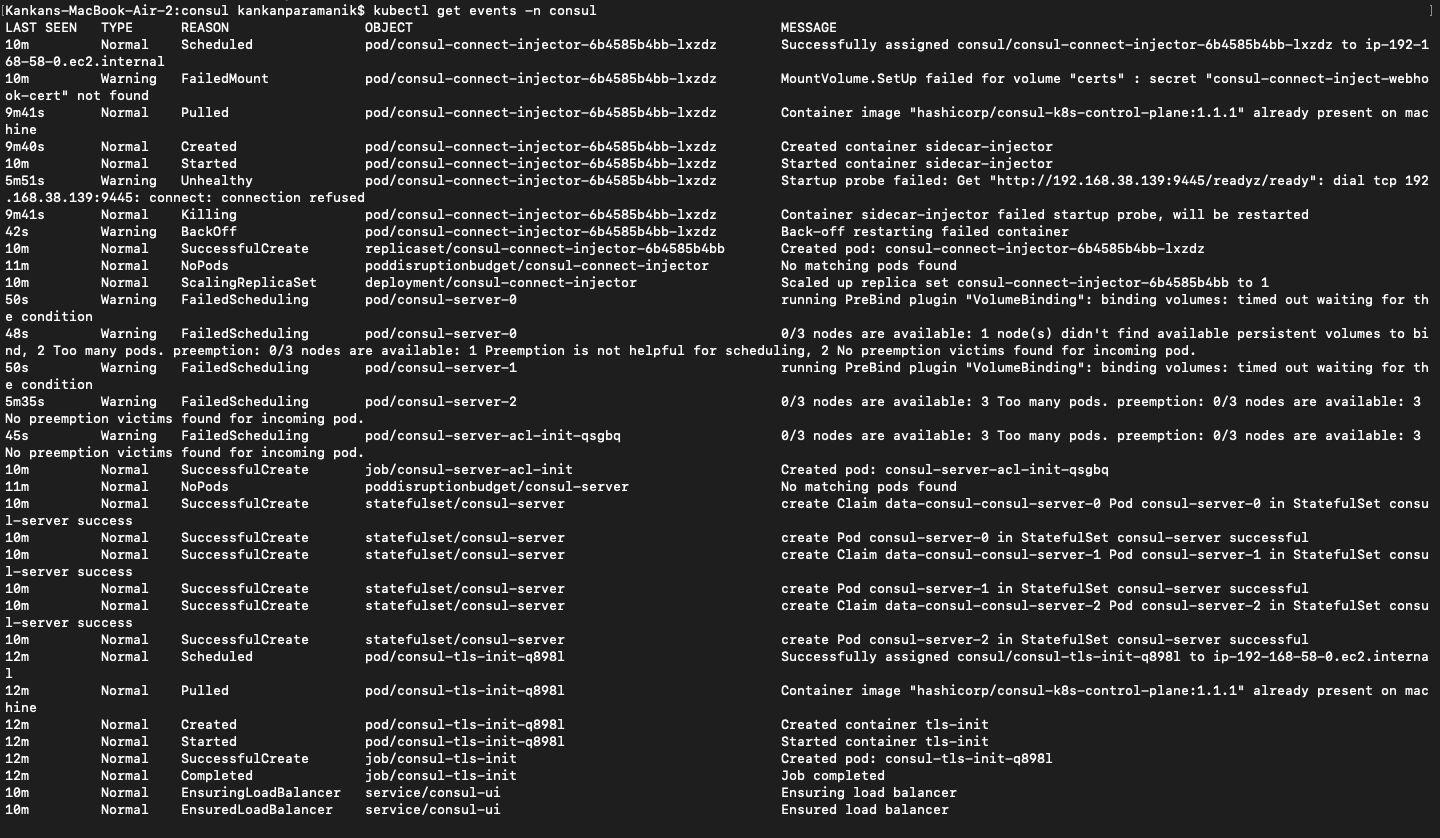 [Kankans-MacBook-Air-2:consul kankanparamanik$ kubectl get events -n consul ]
LAST SEEN TYPE REASON OBJECT MESSAGE
10m Normal Scheduled pod/consul-connect-injector-6b4585b4bb-lxzdz Successfully assigned consul/consul-connect-injector-6b4585b4bb-lxzdz to ip-192-1
68-58-0.ec2.internal
10m Warning FailedMount pod/consul-connect-injector-6b4585b4bb-lxzdz MountVolume.SetUp failed for volume "certs" : secret "consul-connect-inject-webho
ok-cert" not found
9m41s Normal Pulled pod/consul-connect-injector-6b4585b4bb-lxzdz Container image "hashicorp/consul-k8s-control-plane:1.1.1" already present on mac
hine
9m40s Normal Created pod/consul-connect-injector-6b4585b4bb-lxzdz Created container sidecar-injector
10m Normal Started pod/consul-connect-injector-6b4585b4bb-lxzdz Started container sidecar-injector
5m51s Warning Unhealthy pod/consul-connect-injector-6b4585b4bb-lxzdz Startup probe failed: Get "http://192.168.38.139:9445/readyz/ready": dial tcp 192
.168.38.139:9445: connect: connection refused
9m41s Normal Killing pod/consul-connect-injector-6b4585b4bb-lxzdz Container sidecar-injector failed startup probe, will be restarted
42s Warning BackOff pod/consul-connect-injector-6b4585b4bb-lxzdz Back-off restarting failed container
10m Normal SuccessfulCreate replicaset/consul-connect-injector-6b4585b4bb Created pod: consul-connect-injector-6b4585b4bb-lxzdz
11m Normal NoPods poddisruptionbudget/consul-connect-injector No matching pods found
10m Normal ScalingReplicaSet deployment/consul-connect-injector Scaled up replica set consul-connect-injector-6b4585b4bb to 1
50s Warning FailedScheduling pod/consul-server-0 running PreBind plugin "VolumeBinding": binding volumes: timed out waiting for th
e condition
48s Warning FailedScheduling pod/consul-server-0 0/3 nodes are available: 1 node(s) didn't find available persistent volumes to bi
nd, 2 Too many pods. preemption: 0/3 nodes are available: 1 Preemption is not helpful for scheduling, 2 No preemption victims found for incoming pod.
50s Warning FailedScheduling pod/consul-server-1 running PreBind plugin "VolumeBinding": binding volumes: timed out waiting for th
e condition
5m35s Warning FailedScheduling pod/consul-server-2 0/3 nodes are available: 3 Too many pods. preemption: 0/3 nodes are available: 3
No preemption victims found for incoming pod.
45s Warning FailedScheduling pod/consul-server-acl-init-qsgbq 0/3 nodes are available: 3 Too many pods. preemption: 0/3 nodes are available: 3
No preemption victims found for incoming pod.
10m Normal SuccessfulCreate job/consul-server-acl-init Created pod: consul-server-acl-init-qsgbq
11m Normal NoPods poddisruptionbudget/consul-server No matching pods found
10m Normal SuccessfulCreate statefulset/consul-server create Claim data-consul-consul-server-0 Pod consul-server-0 in StatefulSet consu
l-server success
10m Normal SuccessfulCreate statefulset/consul-server create Pod consul-server-0 in StatefulSet consul-server successful
10m Normal SuccessfulCreate statefulset/consul-server create Claim data-consul-consul-server-1 Pod consul-server-1 in StatefulSet consu
l-server success
10m Normal SuccessfulCreate statefulset/consul-server create Pod consul-server-1 in StatefulSet consul-server successful
10m Normal SuccessfulCreate statefulset/consul-server create Claim data-consul-consul-server-2 Pod consul-server-2 in StatefulSet consu
l-server success
10m Normal SuccessfulCreate statefulset/consul-server create Pod consul-server-2 in StatefulSet consul-server successful
12m Normal Scheduled pod/consul-tls-init-q898l Successfully assigned consul/consul-tls-init-q898l to ip-192-168-58-0.ec2.interna
l
12m Normal Pulled pod/consul-tls-init-q898l Container image "hashicorp/consul-k8s-control-plane:1.1.1" already present on mac
hine
12m Normal Created pod/consul-tls-init-q898l Created container tls-init
12m Normal Started pod/consul-tls-init-q898l Started container tls-init
12m Normal SuccessfulCreate job/consul-tls-init Created pod: consul-tls-init-q898l
12m Normal Completed job/consul-tls-init Job completed
10m Normal EnsuringLoadBalancer service/consul-ui Ensuring load balancer
10m Normal EnsuredLoadBalancer service/consul-ui Ensured load balancer